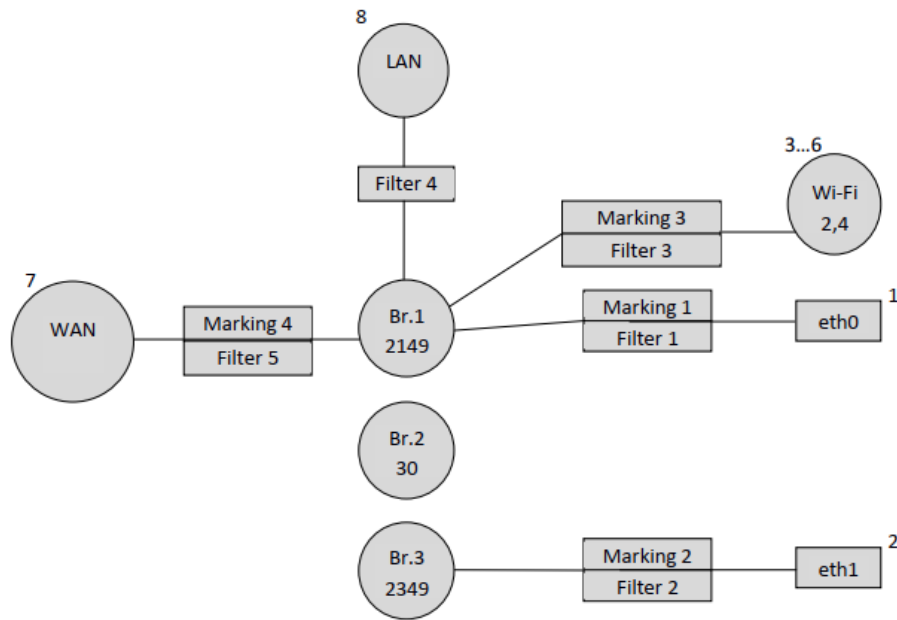 8
LAN
Filter 4
3...6
Wi-Fi
2,4
Marking 3
Filter 3
7
WAN
Marking 4
Filter 5
Br.1
2149
Marking 1
Filter 1
1
eth0
Br.2
30
Br.3
2349
Marking 2
Filter 2
2
eth1